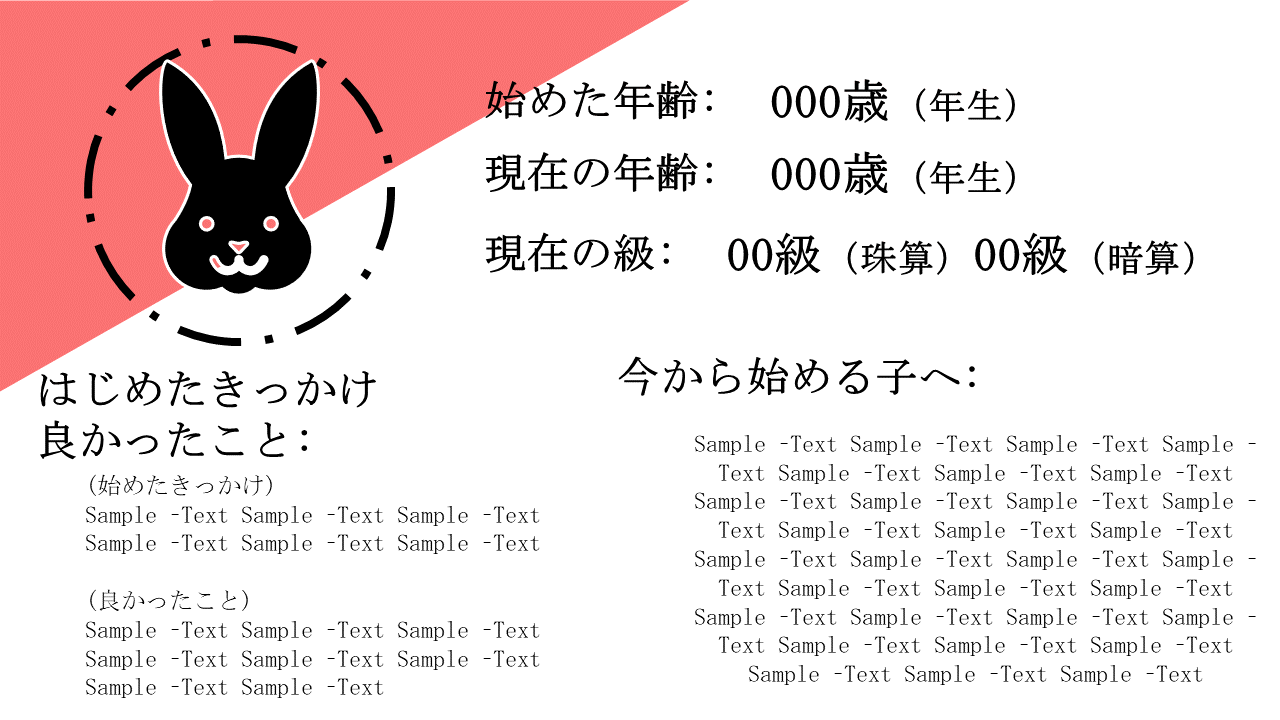 始めた年齢： 000歳（年生）
現在の年齢： 000歳（年生）
現在の級： 00級（珠算）00級（暗算）
はじめたきっかけ
良かったこと：
（始めたきっかけ）
Sample -Text Sample -Text Sample -Text
Sample -Text Sample -Text Sample -Text
（良かったこと）
Sample -Text Sample -Text Sample -Text
Sample -Text Sample -Text Sample -Text
Sample -Text Sample -Text
今から始める子へ：
Sample -Text Sample -Text Sample -Text Sample -
Text Sample -Text Sample -Text Sample -Text
Sample -Text Sample -Text Sample -Text Sample -
Text Sample -Text Sample -Text Sample -Text
Sample -Text Sample -Text Sample -Text Sample -
Text Sample -Text Sample -Text Sample -Text
Sample -Text Sample -Text Sample -Text Sample -
Text Sample -Text Sample -Text Sample -Text
Sample -Text Sample -Text Sample -Text